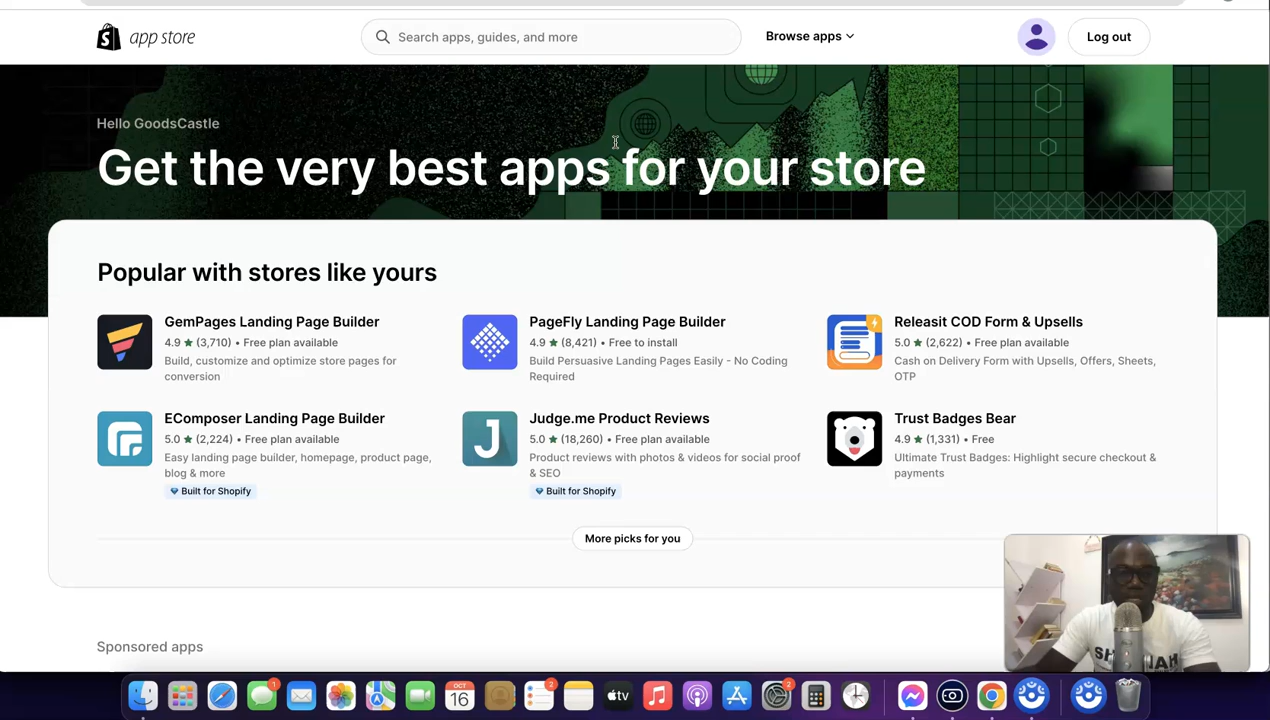 app store
Search apps, guides, and more
Browse apps
Log out
Hello GoodsCastle
Get the very best apps for your store
Popular with stores like yours
GemPages Landing Page Builder
4.9 ★ (3,710) • Free plan available
Build, customize and optimize store pages for
conversion
PageFly Landing Page Builder
4.9 ★ (8,421) • Free to install
Build Persuasive Landing Pages Easily - No Coding
Required
Releasit COD Form & Upsells
5.0 ★ (2,622) • Free plan available
Cash on Delivery Form with Upsells, Offers, Sheets,
OTP
EComposer Landing Page Builder
5.0 ★ (2,224) • Free plan available
Easy landing page builder, homepage, product page,
blog & more
Built for Shopify
Judge.me Product Reviews
5.0 ★ (18,260) • Free plan available
Product reviews with photos & videos for social proof
& SEO
Built for Shopify
Trust Badges Bear
4.9 ★ (1,331) • Free
Ultimate Trust Badges: Highlight secure checkout &
payments
More picks for you
Sponsored apps
1
OCT
16
2
tv
2